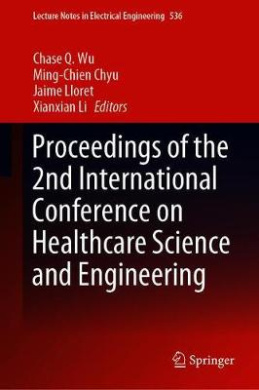 Lecture Notes in Electrical Engineering 536
Chase Q. Wu
Ming-Chien Chyu
Jaime Lloret
Xianxian Li Editors
Proceedings of the
2nd International
Conference on
Healthcare Science
and Engineering
Springer